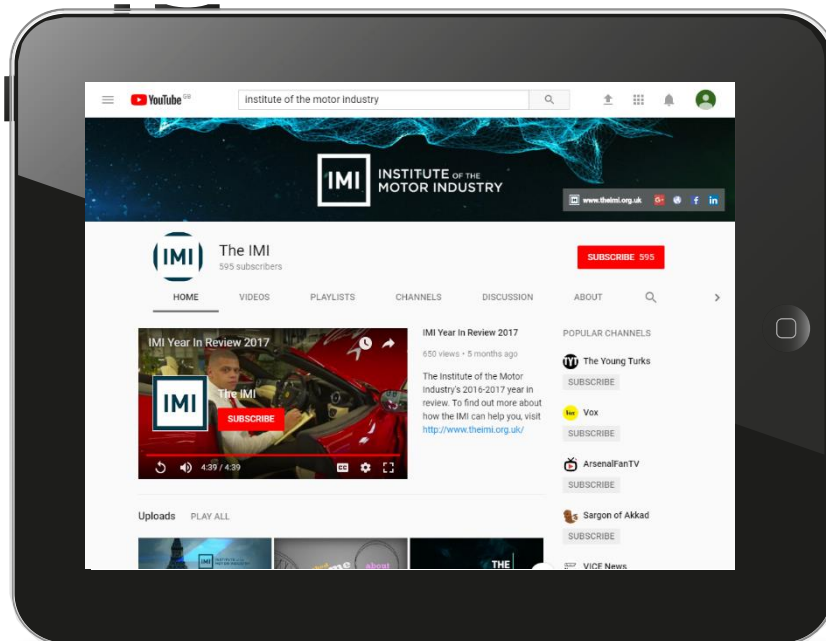 YouTube GB
institute of the motor industry
IMI
INSTITUTE OF THE
MOTOR INDUSTRY
www.theimi.org.uk
G+
f
in
IMI
The IMI
595 subscribers
SUBSCRIBE 595
HOME VIDEOS PLAYLISTS CHANNELS DISCUSSION ABOUT
IMI Year In Review 2017
IMI
The IMI
SUBSCRIBE
4:39 / 4:39
CC
IMI Year In Review 2017
650 views • 5 months ago
The Institute of the Motor
Industry's 2016-2017 year in
review. To find out more about
how the IMI can help you, visit
http://www.theimi.org.uk/
POPULAR CHANNELS
The Young Turks
SUBSCRIBE
Vox
SUBSCRIBE
ArsenalFanTV
SUBSCRIBE
Sargon of Akkad
SUBSCRIBE
VICE News
Uploads PLAY ALL
IMI
about
THE